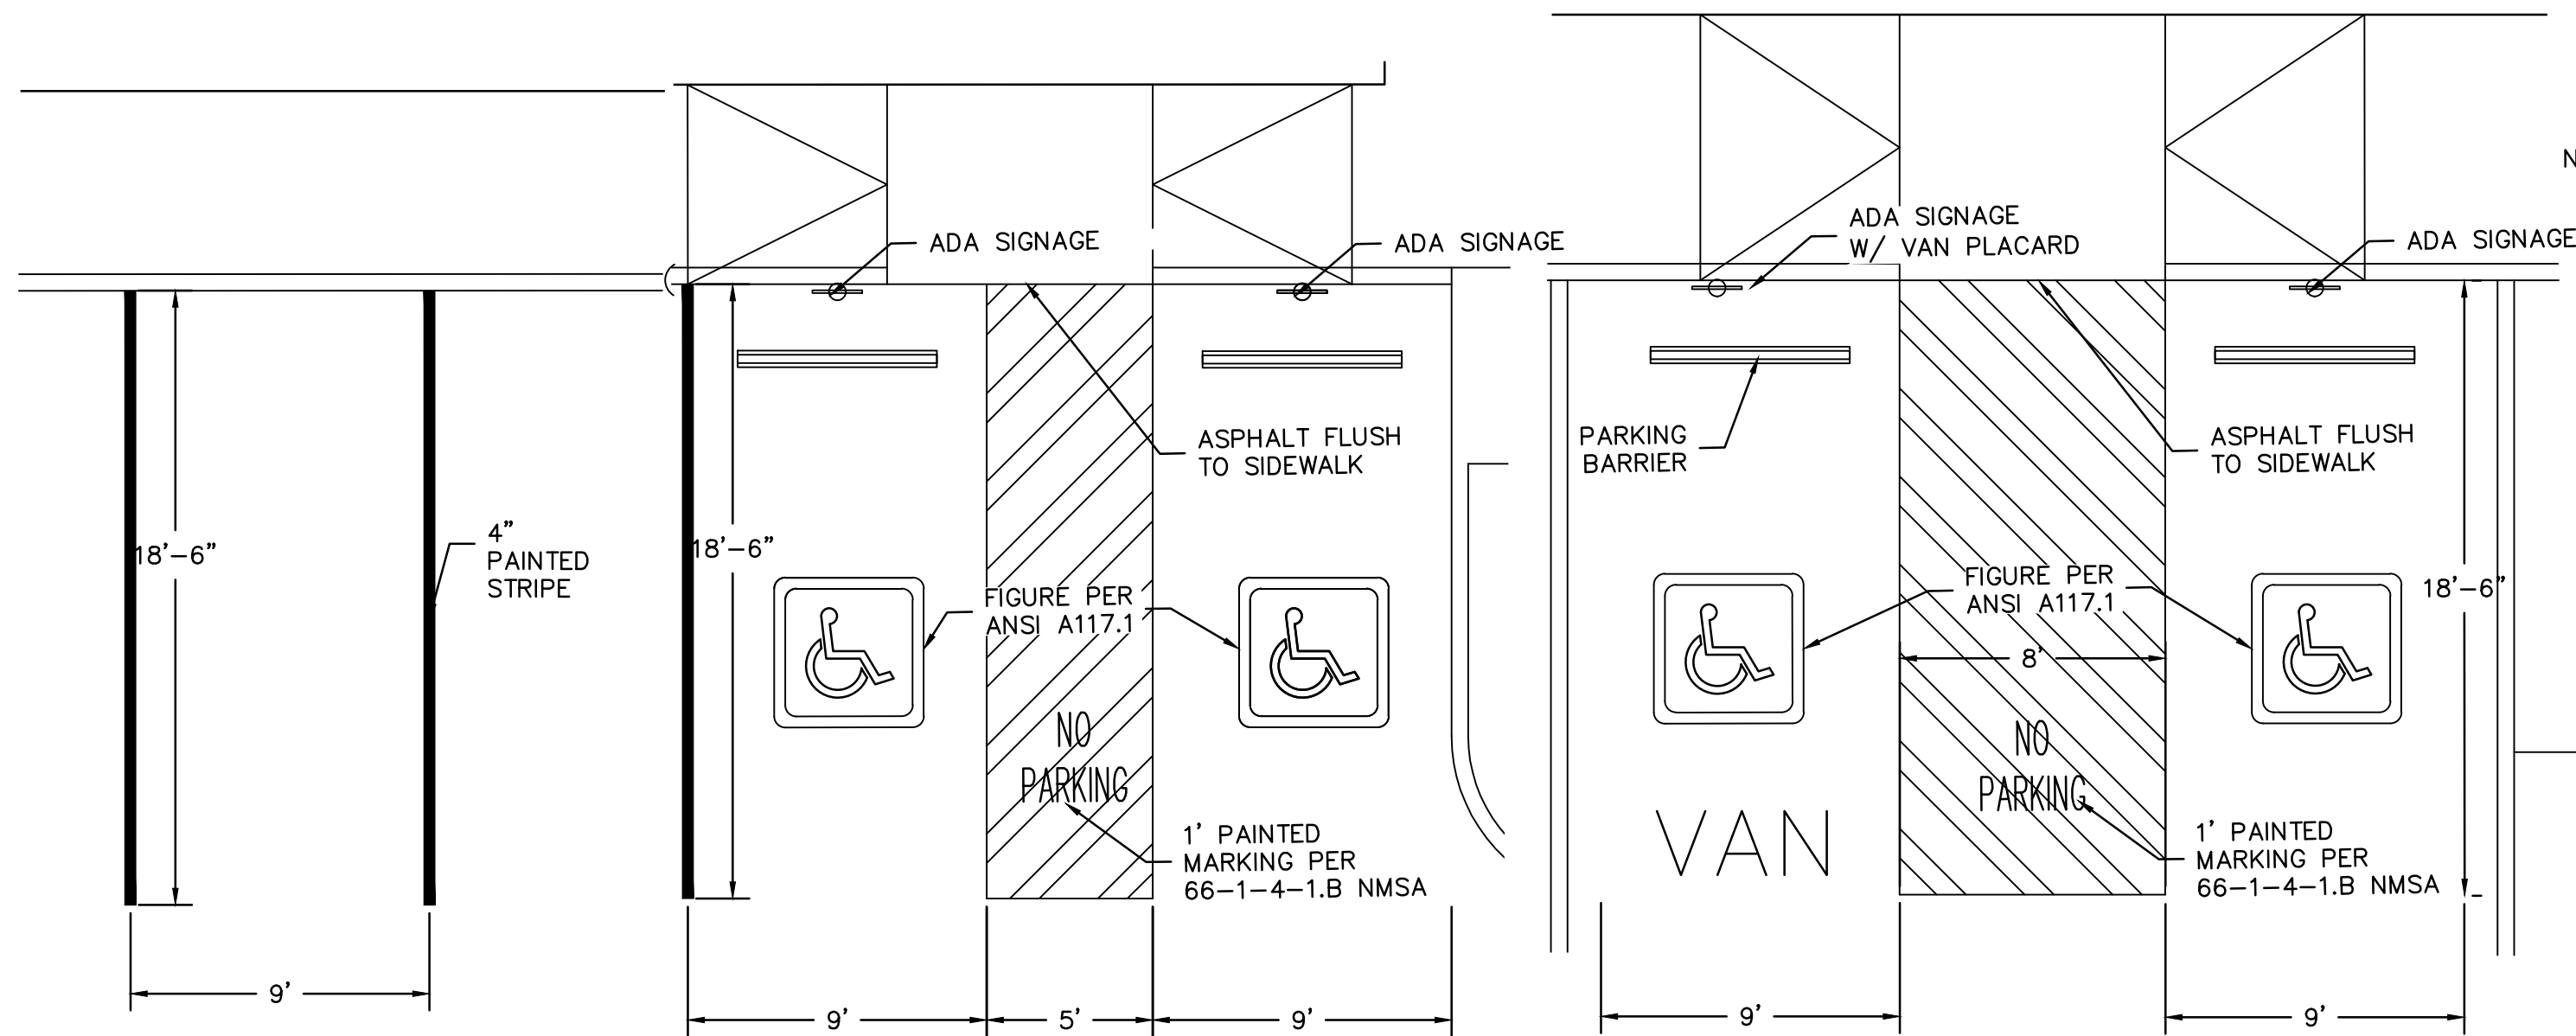 18'-6"
4"
PAINTED
STRIPE
9'
ADA SIGNAGE
ADA SIGNAGE
ASPHALT FLUSH
TO SIDEWALK
18'-6"
FIGURE PER
ANSI A117.1
NO
PARKING
1' PAINTED
MARKING PER
66-1-4-1.B NMSA
9'
5'
9'
ADA SIGNAGE
W/ VAN PLACARD
ADA SIGNAGE
PARKING
BARRIER
ASPHALT FLUSH
TO SIDEWALK
FIGURE PER
ANSI A117.1
18'-6"
8'
NO
PARKING
VAN
1' PAINTED
MARKING PER
66-1-4-1.B NMSA
9'
9'
N